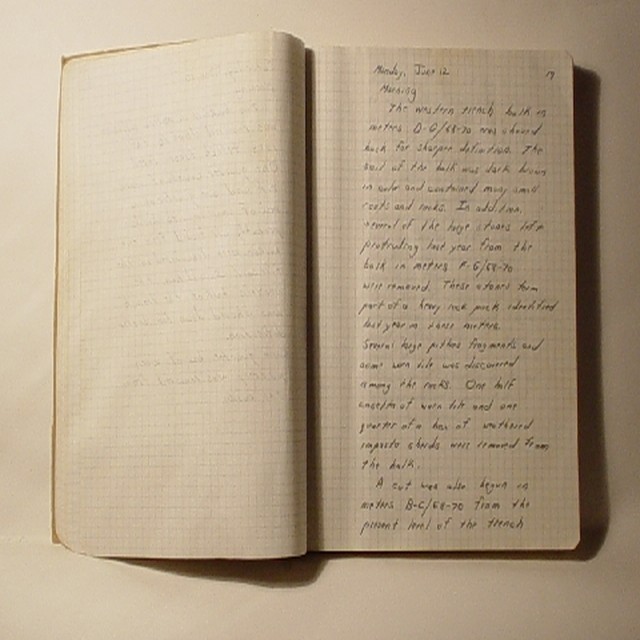 Monday, June 12 19
Morning
The western trench balk in
meters D-G/68-70 was shaved
back for sharper definition. The
soil of the balk was dark brown
in color and contained many small
roots and rocks. In addition,
several of the large stones left
protruding last year from the
balk in meters F-G/68-70
were removed. These stones form
part of a heavy rock pack identified
last year in these meters.
Several large pithos fragments and
some worn tile was discovered
among the rocks. One half
cassetta of worn tile and one
quarter of a box of weathered
impasto sherds were removed from
the balk.
A cut was also begun in
meters B-C/68-70 from the
present level of the trench